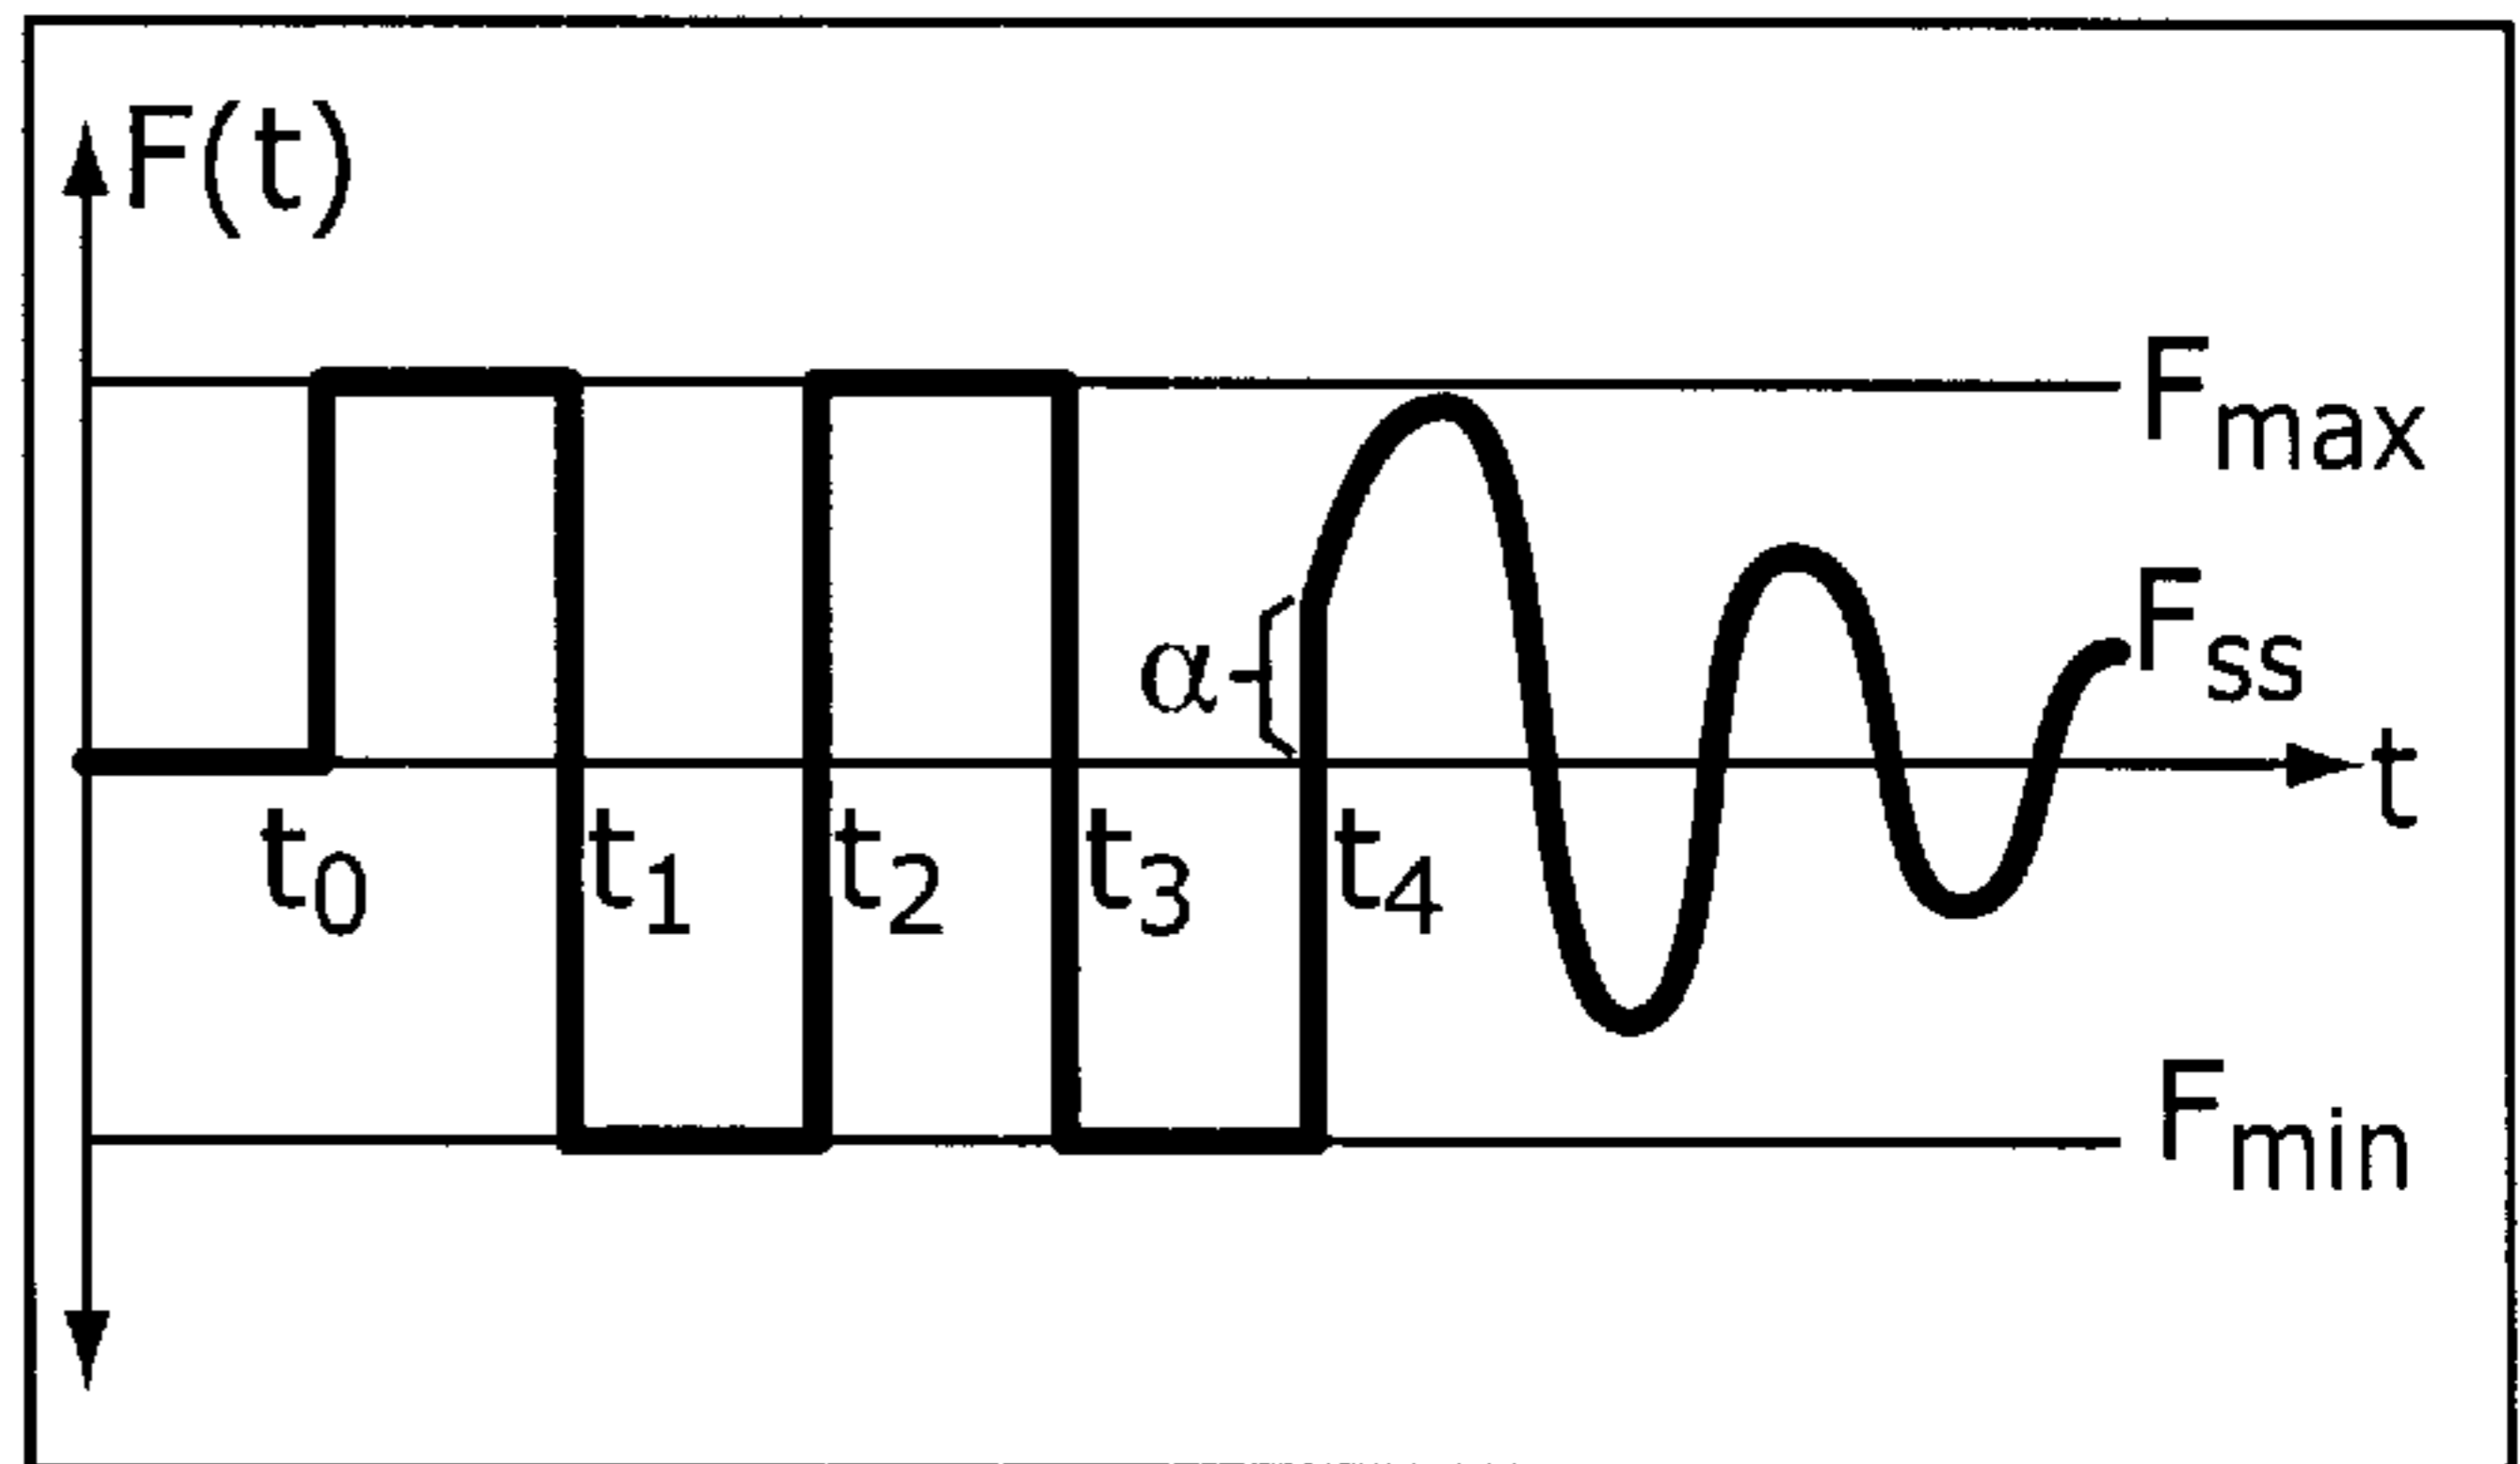 F(t)
Fmax
Fss
α
t
t0 t1 t2 t3 t4
Fmin